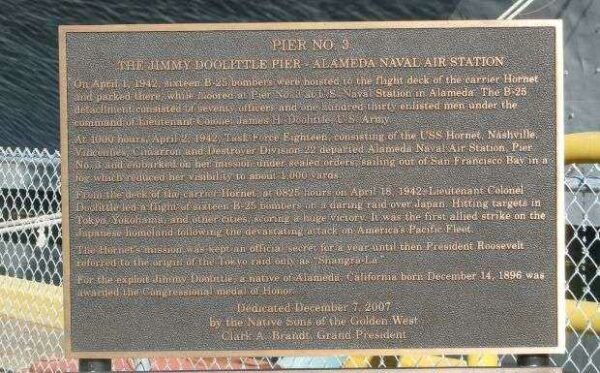 PIER NO. 3
THE JIMMY DOOLITTLE PIER - ALAMEDA NAVAL AIR STATION
On April 1, 1942, sixteen B-25 bombers were hoisted to the flight deck of the carrier Hornet
and parked there, while moored at Pier No. 3 at U.S. Naval Station in Alameda. The B-25
detachment consisted of seventy officers and one hundred thirty enlisted men under the
command of Lieutenant Colonel James H. Doolittle, U.S. Army.
At 1000 hours, April 2, 1942, Task Force Eighteen, consisting of the USS Hornet, Nashville,
Vincennes, Cimarron and Destroyer Division 22 departed Alameda Naval Air Station, Pier
No. 3 and embarked on her mission under sealed orders, sailing out of San Francisco Bay in a
fog which reduced her visibility to about 1,000 yards.
From the deck of the carrier Hornet, at 0825 hours on April 18, 1942, Lieutenant Colonel
Doolittle led a flight of sixteen B-25 bombers on a daring raid over Japan. Hitting targets in
Tokyo, Yokohama, and other cities, scoring a huge victory. It was the first allied strike on the
Japanese homeland following the devastating attack on America's Pacific Fleet.
The Hornet's mission was kept an official secret for a year until then President Roosevelt
referred to the origin of the Tokyo raid only as "Shangra-La."
For the exploit Jimmy Doolittle, a native of Alameda, California born December 14, 1896 was
awarded the Congressional medal of Honor.
Dedicated December 7, 2007
by the Native Sons of the Golden West
Clark A. Brandt, Grand President